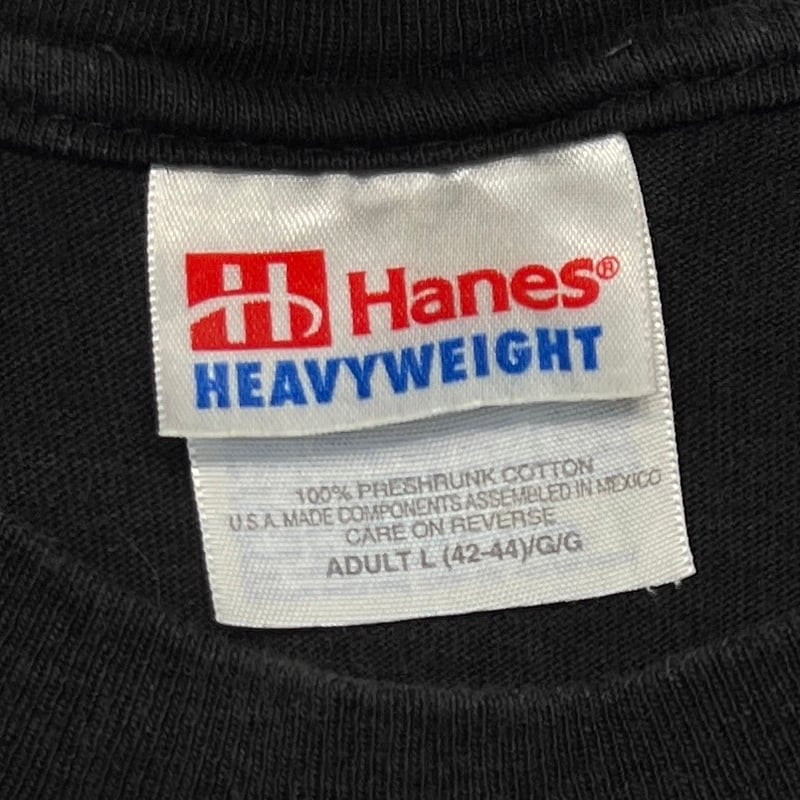 H Hanes®
HEAVYWEIGHT
100% PRESHRUNK COTTON
U.S.A. MADE COMPONENTS ASSEMBLED IN MEXICO
CARE ON REVERSE
ADULT L (42-44)/G/G